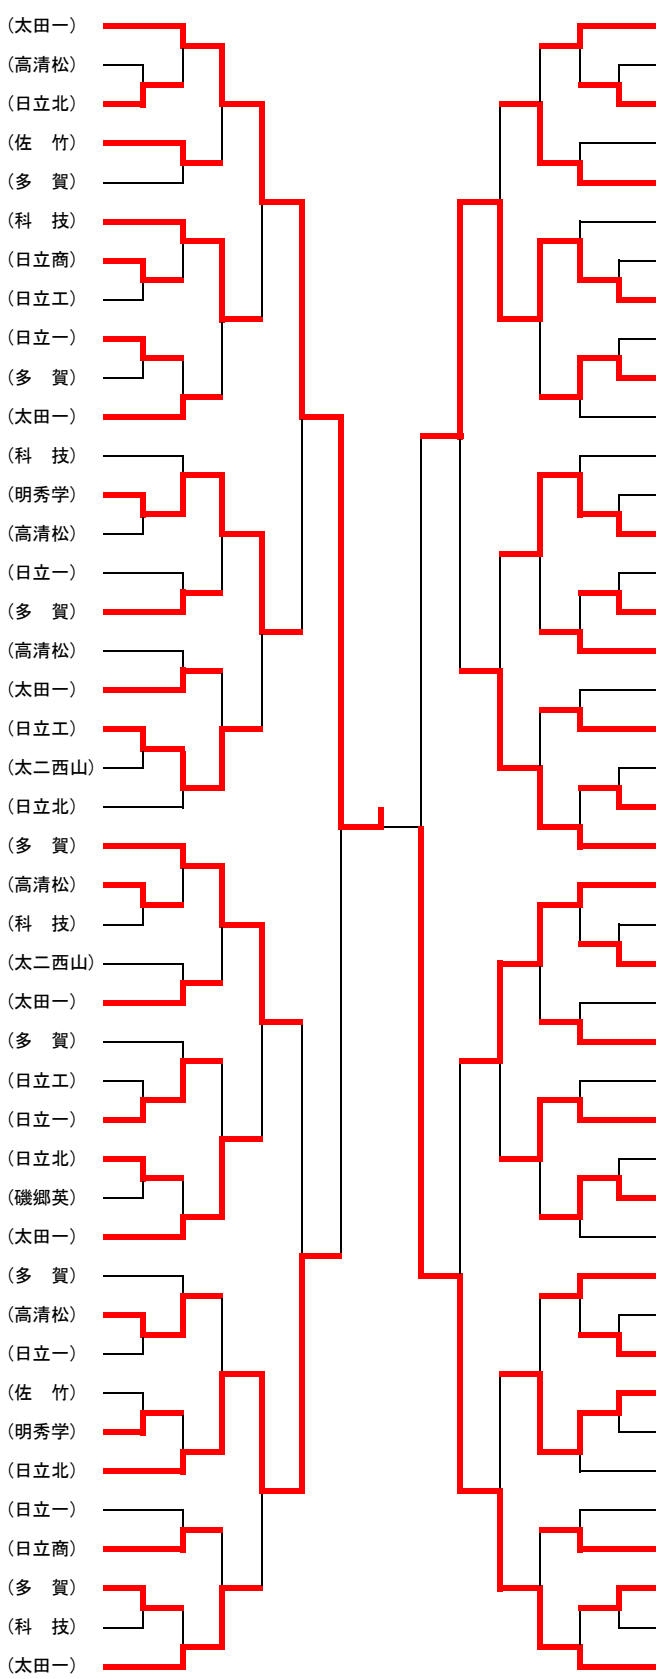 (太田一)
(高清松)
(日立北)
(佐　竹)
(多　賀)
(科　技)
(日立商)
(日立工)
(日立一)
(多　賀)
(太田一)
(科　技)
(明秀学)
(高清松)
(日立一)
(多　賀)
(高清松)
(太田一)
(日立工)
(太二西山)
(日立北)
(多　賀)
(高清松)
(科　技)
(太二西山)
(太田一)
(多　賀)
(日立工)
(日立一)
(日立北)
(磯郷英)
(太田一)
(多　賀)
(高清松)
(日立一)
(佐　竹)
(明秀学)
(日立北)
(日立一)
(日立商)
(多　賀)
(科　技)
(太田一)